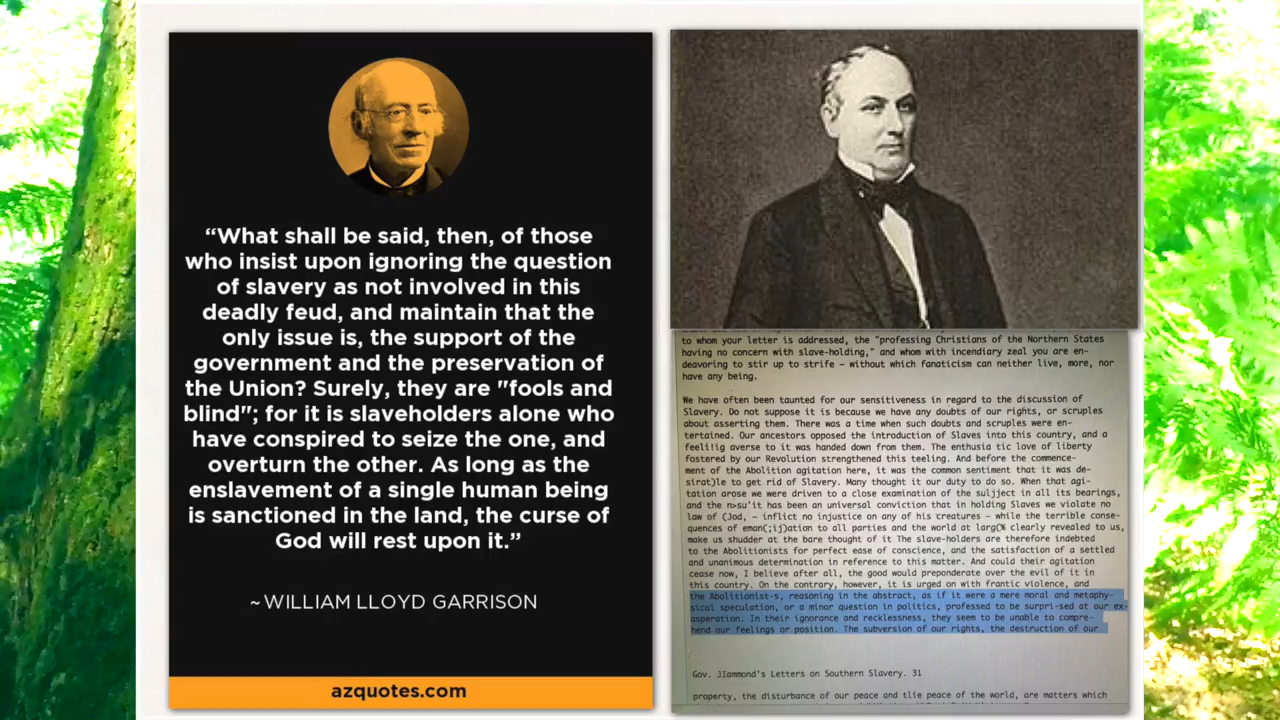 “What shall be said, then, of those
who insist upon ignoring the question
of slavery as not involved in this
deadly feud, and maintain that the
only issue is, the support of the
government and the preservation of
the Union? Surely, they are "fools and
blind"; for it is slaveholders alone who
have conspired to seize the one, and
overturn the other. As long as the
enslavement of a single human being
is sanctioned in the land, the curse of
God will rest upon it.”
~ WILLIAM LLOYD GARRISON
azquotes.com
to whom your letter is addressed, the "professing Christians of the Northern States
having no concern with slave-holding," and whom with incendiary zeal you are en-
deavoring to stir up to strife — without which fanaticism can neither live, more, nor
have any being.
We have often been taunted for our sensitiveness in regard to the discussion of
Slavery. Do not suppose it is because we have any doubts of our rights, or scruples
about asserting them. There was a time when such doubts and scruples were en-
tertained. Our ancestors opposed the introduction of Slaves into this country, and a
feeli!ig averse to it was handed down from them. The enthusia tic love of liberty
fostered by our Revolution strengthened this feeling. And before the commence-
ment of the Abolition agitation here, it was the common sentiment that it was de-
sirat)le to get rid of Slavery. Many thought it our duty to do so. When that agi-
tation arose we were driven to a close examination of the sulject in all its bearings,
and the n>su'it has been an universal conviction that in holding Slaves we violate no
law of (Jod, — inflict no injustice on any of his creatures — while the terrible conse-
quences of eman(;ij)ation to all parties and the world at larg(% clearly revealed to us,
make us shudder at the bare thought of it The slave-holders are therefore indebted
to the Abolitionists for perfect ease of conscience, and the satisfaction of a settled
and unanimous determination in reference to this matter. And could their agitation
cease now, I believe after all, the good would preponderate over the evil of it in
this country. On the contrary, however, it is urged on with frantic violence, and
the Abolitionist-s, reasoning in the abstract, as if it were a mere moral and metaphy-
sical speculation, or a minor question in politics, professed to be surpri-sed at our ex-
asperation. In their ignorance and recklessness, they seem to be unable to compre-
hend our feelings or position. The subversion of our rights, the destruction of our
Gov. JIammond's Letters on Southern Slavery. 31
property, the disturbance of our peace and tlie peace of the world, are matters which